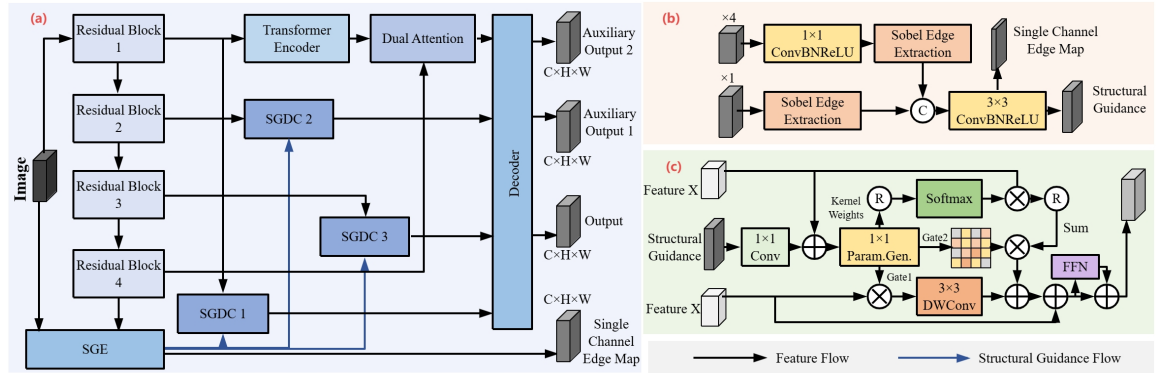 (a)
Residual Block
1
Transformer
Encoder
Dual Attention
Auxiliary
Output 2
C×H×W
Residual Block
2
SGDC 2
Auxiliary
Output 1
C×H×W
Image
Decoder
Residual Block
3
SGDC 3
Output
C×H×W
Residual Block
4
SGDC 1
C×H×W
SGE
Single
Channel
Edge Map
(b)
×4
1×1
ConvBNReLU
Sobel Edge
Extraction
Single Channel
Edge Map
×1
Sobel Edge
Extraction
C
3×3
ConvBNReLU
Structural
Guidance
(c)
Feature X
Kernel
Weights
R
Softmax
R
Sum
Structural
Guidance
1×1
Conv
1×1
Param.Gen.
Gate2
Gate1
FFN
Feature X
3×3
DWConv
Feature Flow
Structural Guidance Flow